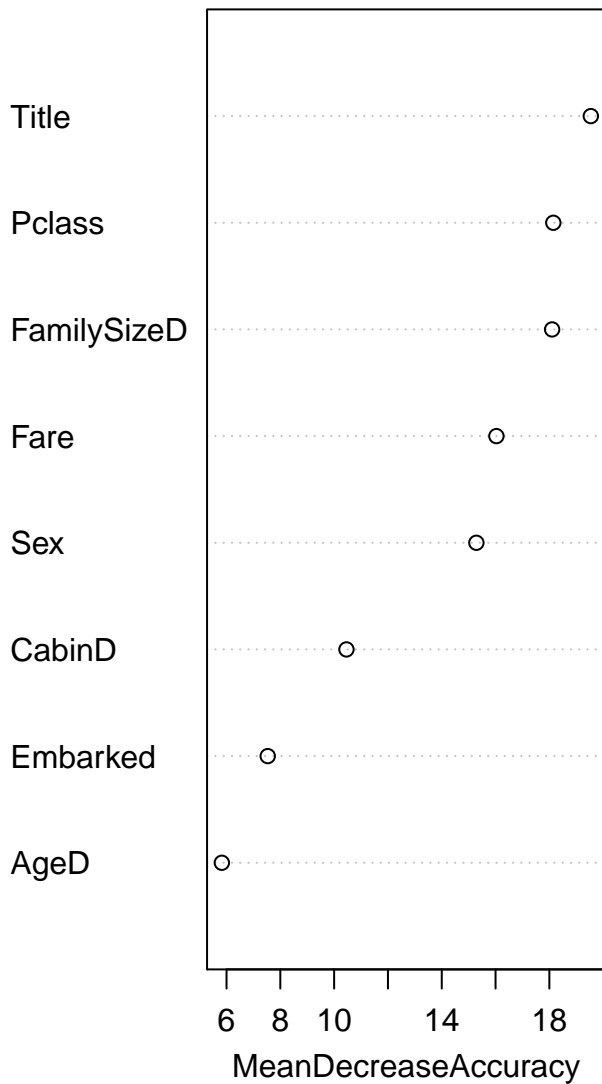 Title
Pclass
FamilySizeD
Fare
Sex
CabinD
Embarked
AgeD
6 8 10 14 18
MeanDecreaseAccuracy